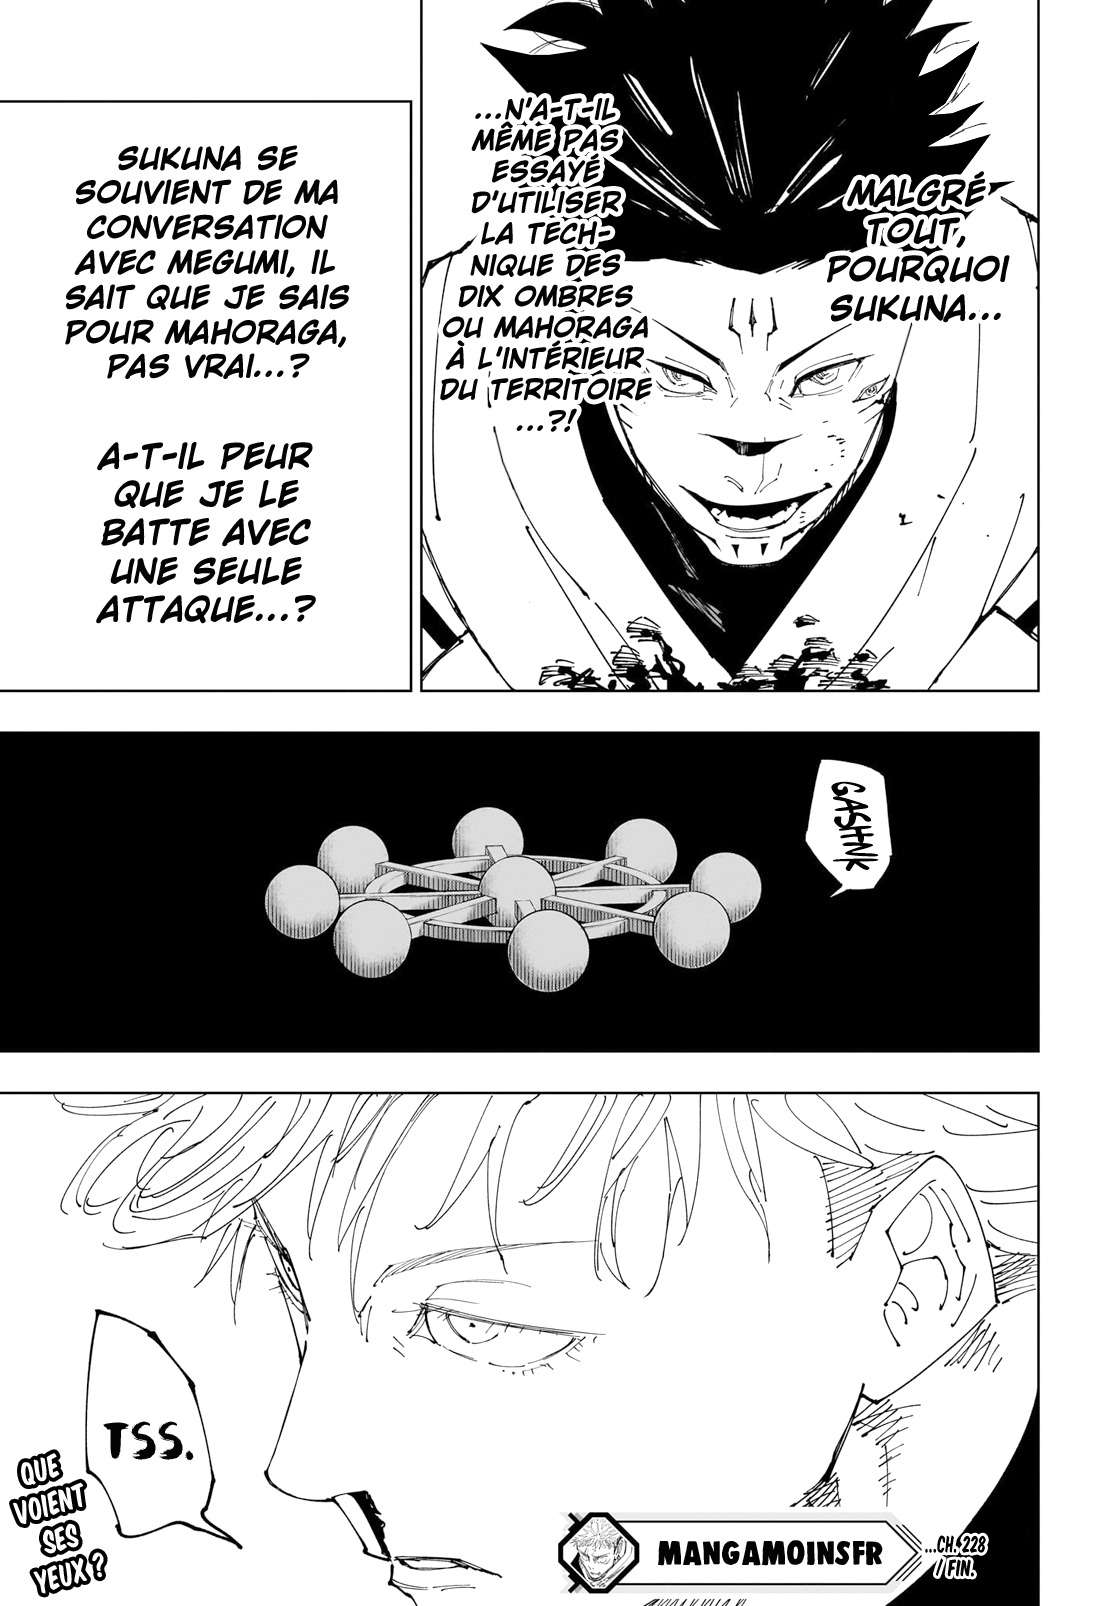 MALGRÉ
TOUT,
POURQUOI
SUKUNA...
...N'A-T-IL
MÊME PAS
ESSAYÉ
D'UTILISER
LA TECH-
NIQUE DES
DIX OMBRES
OU MAHORAGA
À L'INTÉRIEUR
DU TERRITOIRE
...?!
SUKUNA SE
SOUVIENT DE MA
CONVERSATION
AVEC MEGUMI, IL
SAIT QUE JE SAIS
POUR MAHORAGA,
PAS VRAI...?
A-T-IL PEUR
QUE JE LE
BATTE AVEC
UNE SEULE
ATTAQUE...?
GASHNK
TSS.
QUE
VOIENT
SES
YEUX ?
MANGAMOINSFR
...CH. 228
/ FIN.